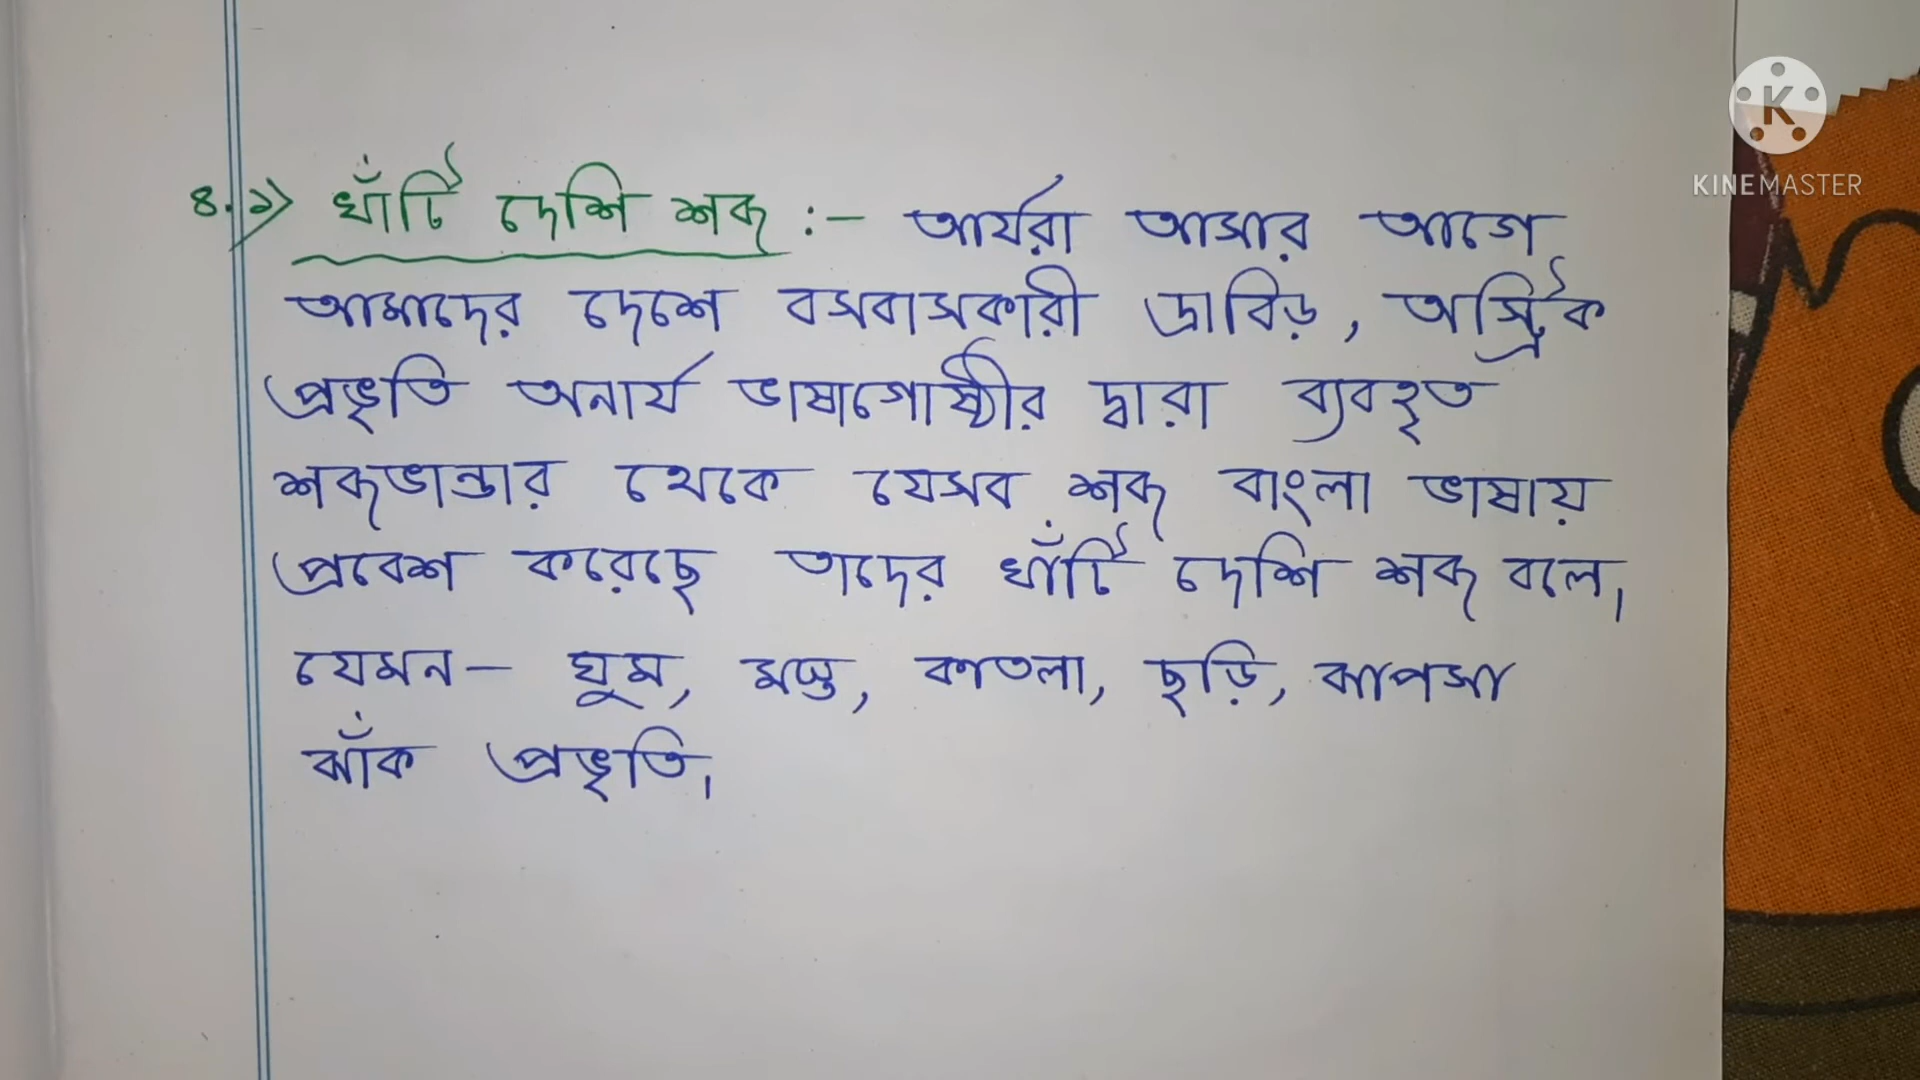 ৪.১> খাঁটি দেশি শব্দ :- আর্যরা আসার আগে
আমাদের দেশে বসবাসকারী দ্রাবিড়, অস্ট্রিক
প্রভৃতি অনার্য ভাষাগোষ্ঠীর দ্বারা ব্যবহৃত
শব্দভান্ডার থেকে যেসব শব্দ বাংলা ভাষায়
প্রবেশ করেছে তাদের খাঁটি দেশি শব্দ বলে।
যেমন- ঘুম, কাতলা, ছড়ি, ঝাপসা
ঝাঁক প্রভৃতি।
K
KINEMASTER